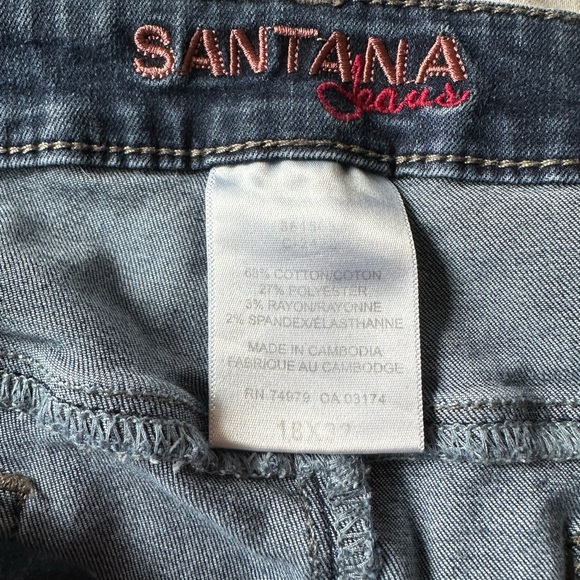 SANTANA
Jeans
68% COTTON/COTON
27% POLYESTER
3% RAYON/RAYONNE
2% SPANDEX/ELASTHANNE
MADE IN CAMBODIA
FABRIQUE AU CAMBODGE
RN 74979 CA 03174